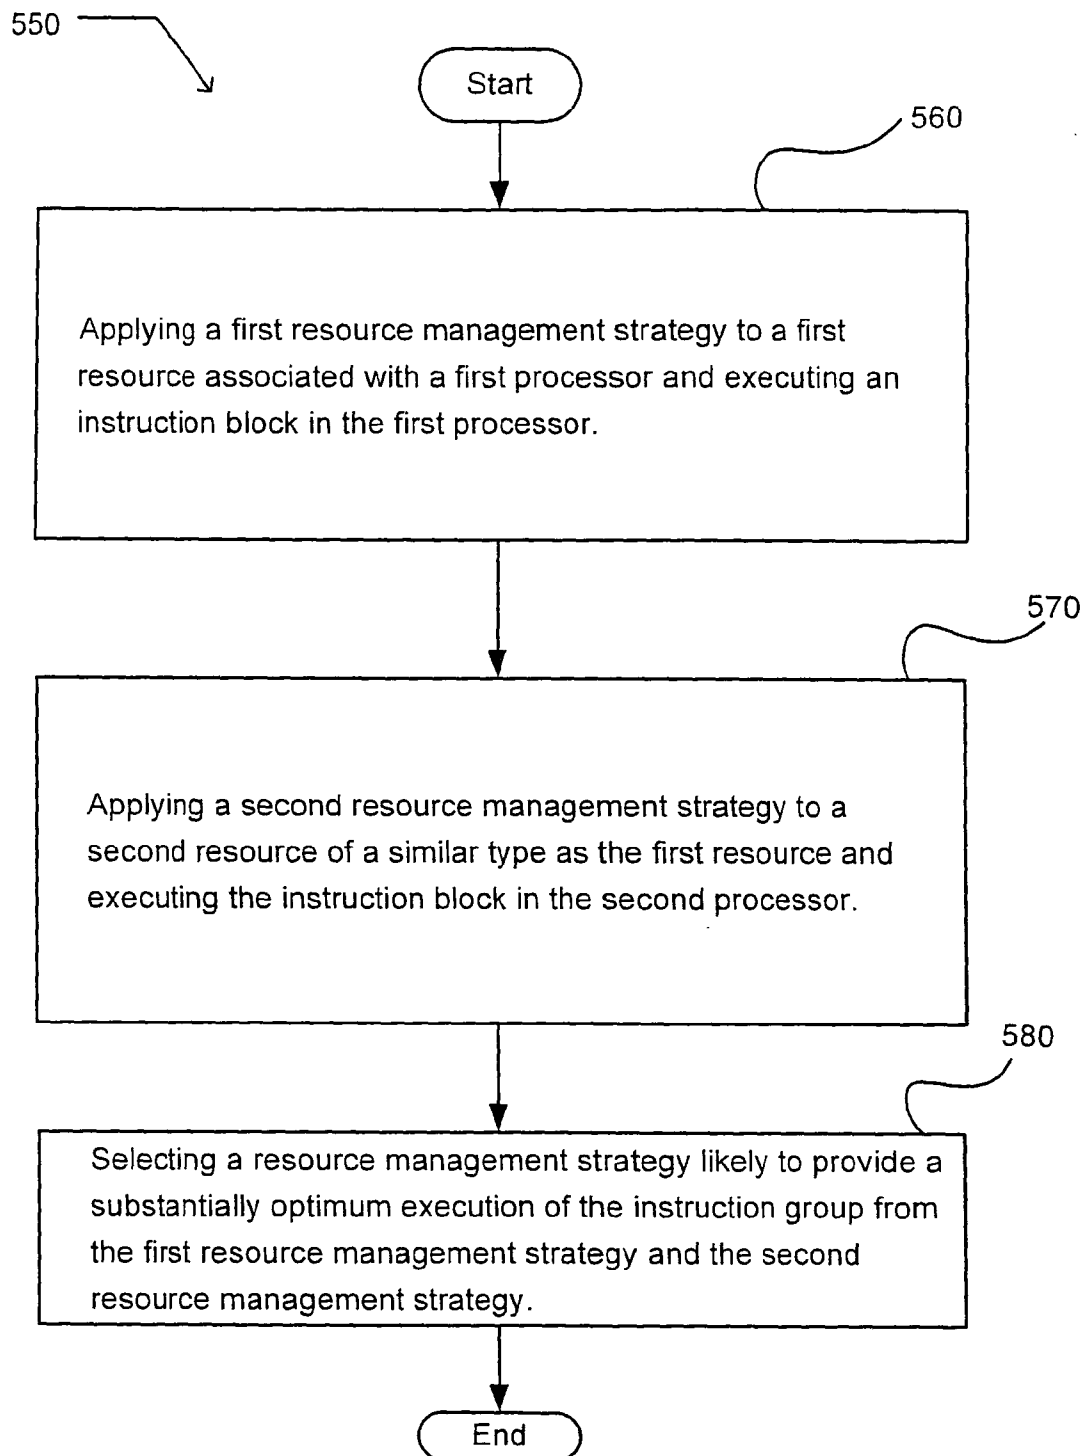 550
Start
560
Applying a first resource management strategy to a first
resource associated with a first processor and executing an
instruction block in the first processor.
570
Applying a second resource management strategy to a
second resource of a similar type as the first resource and
executing the instruction block in the second processor.
580
Selecting a resource management strategy likely to provide a
substantially optimum execution of the instruction group from
the first resource management strategy and the second
resource management strategy.
End